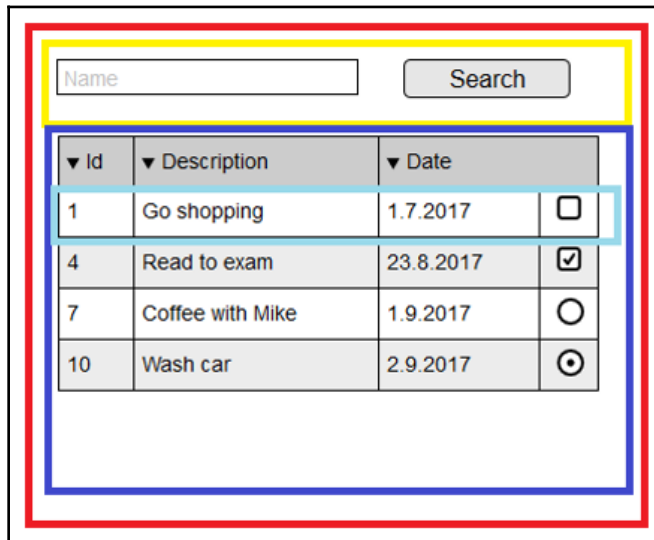 Name Search
▼ Id ▼ Description ▼ Date
1 Go shopping 1.7.2017
4 Read to exam 23.8.2017
7 Coffee with Mike 1.9.2017
10 Wash car 2.9.2017